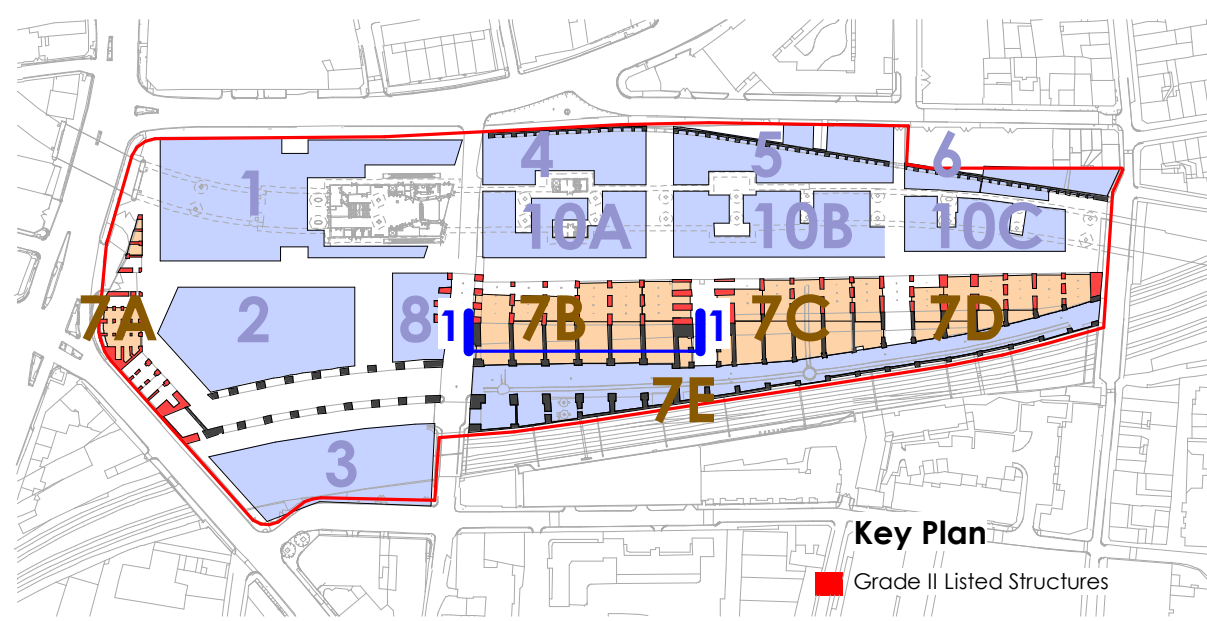 4
5
6
1
10A
10B
10C
7A
2
8
1
7B
1
7C
7D
7E
3
Key Plan
Grade II Listed Structures